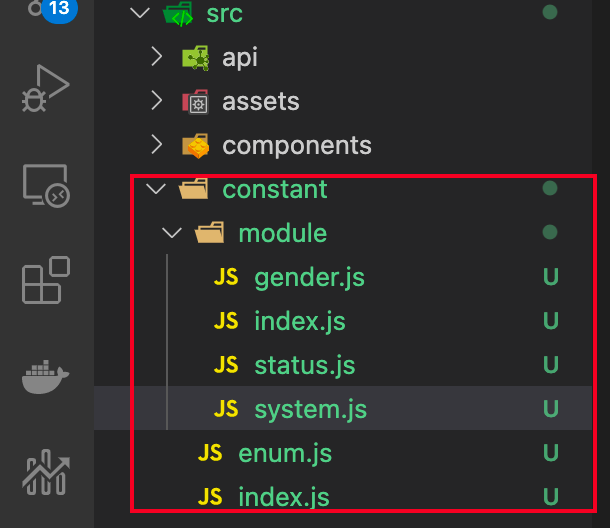 13
src
api
assets
components
constant
module
JS gender.js U
JS index.js U
JS status.js U
JS system.js U
JS enum.js U
JS index.js U